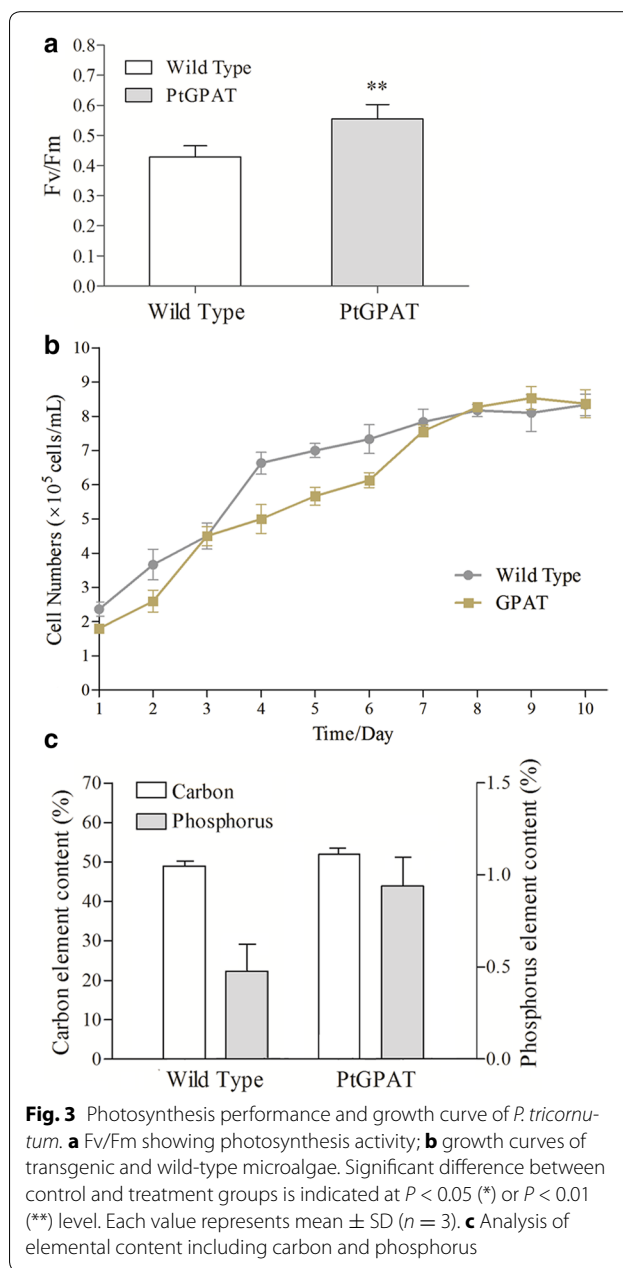 a
0.8
0.7
0.6
0.5
0.4
0.3
0.2
0.1
0.0
Fv/Fm
Wild Type
PtGPAT
**
Wild Type PtGPAT
b
10
9
8
7
6
5
4
3
2
1
0
Cell Numbers (×10⁵ cells/mL)
Wild Type
GPAT
1 2 3 4 5 6 7 8 9 10
Time/Day
c
70
60
50
40
30
20
10
0
Carbon element content (%)
Carbon
Phosphorus
1.5
1.0
0.5
0.0
Phosphorus element content (%)
Wild Type PtGPAT
Fig. 3 Photosynthesis performance and growth curve of P. tricornu-
tum. a Fv/Fm showing photosynthesis activity; b growth curves of
transgenic and wild-type microalgae. Significant difference between
control and treatment groups is indicated at P < 0.05 (*) or P < 0.01
(**) level. Each value represents mean ± SD (n = 3). c Analysis of
elemental content including carbon and phosphorus